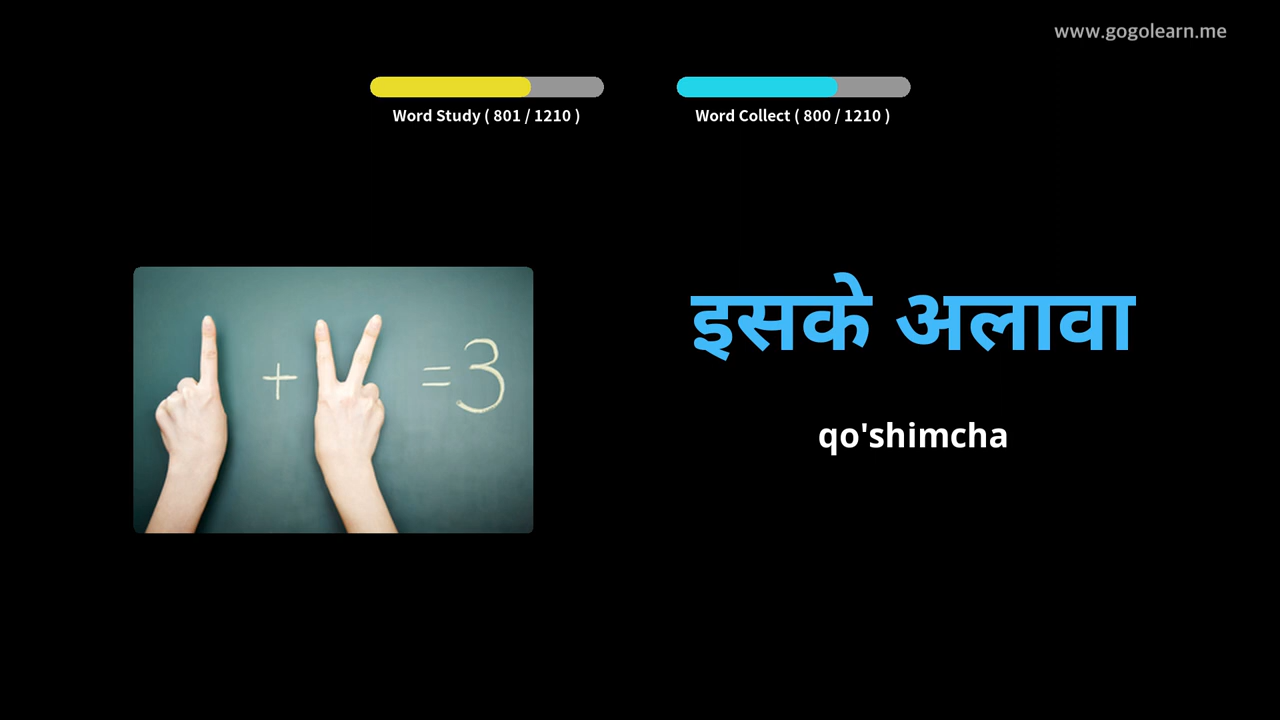 www.gogolearn.me
Word Study ( 801 / 1210 )
Word Collect ( 800 / 1210 )
+ = 3
इसके अलावा
qo'shimcha